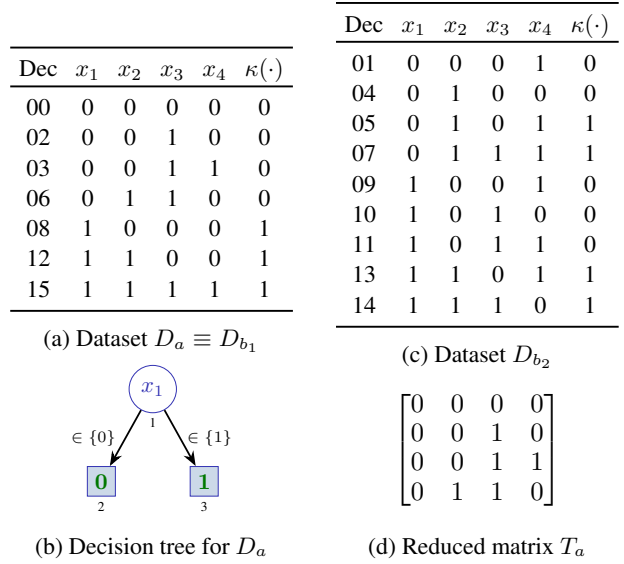 Dec x₁ x₂ x₃ x₄ κ(·)
00 0 0 0 0 0
02 0 0 1 0 0
03 0 0 1 1 0
06 0 1 1 0 0
08 1 0 0 0 1
12 1 1 0 0 1
15 1 1 1 1 1
(a) Dataset Dₐ ≡ D_{b₁}
x₁
1
∈ {0} ∈ {1}
0 1
2 3
(b) Decision tree for Dₐ
Dec x₁ x₂ x₃ x₄ κ(·)
01 0 0 0 1 0
04 0 1 0 0 0
05 0 1 0 1 1
07 0 1 1 1 1
09 1 0 0 1 0
10 1 0 1 0 0
11 1 0 1 1 0
13 1 1 0 1 1
14 1 1 1 0 1
(c) Dataset D_{b₂}
0 0 0 0
0 0 1 0
0 0 1 1
0 1 1 0
(d) Reduced matrix Tₐ